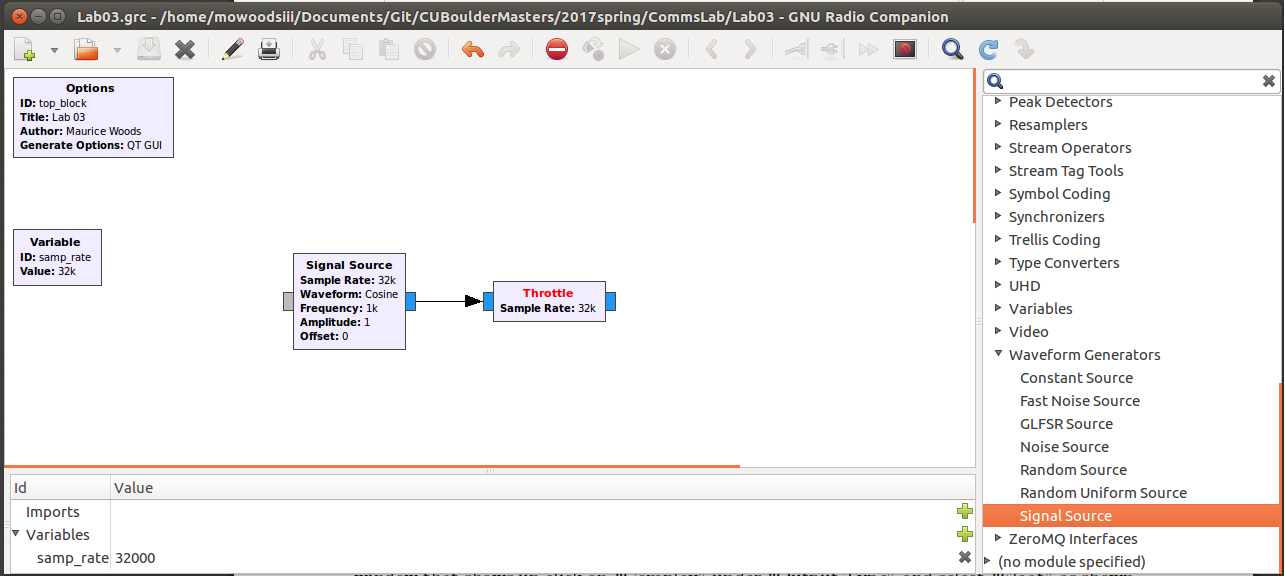 Lab03.grc - /home/mowoodsiii/Documents/Git/CUBoulderMasters/2017spring/CommsLab/Lab03 - GNU Radio Companion
Options
ID: top_block
Title: Lab 03
Author: Maurice Woods
Generate Options: QT GUI
Variable
ID: samp_rate
Value: 32k
Signal Source
Sample Rate: 32k
Waveform: Cosine
Frequency: 1k
Amplitude: 1
Offset: 0
Throttle
Sample Rate: 32k
Peak Detectors
Resamplers
Stream Operators
Stream Tag Tools
Symbol Coding
Synchronizers
Trellis Coding
Type Converters
UHD
Variables
Video
Waveform Generators
Constant Source
Fast Noise Source
GLFSR Source
Noise Source
Random Source
Random Uniform Source
Signal Source
ZeroMQ Interfaces
(no module specified)
Id Value
Imports
Variables
samp_rate 32000